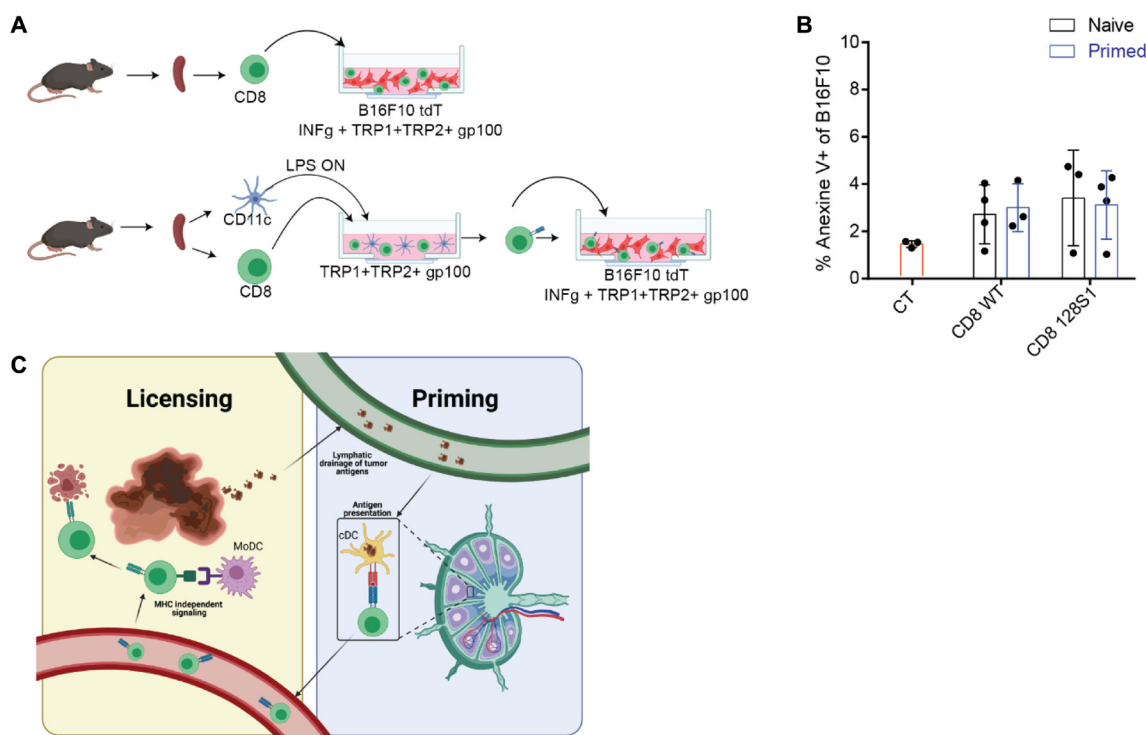 A
CD8
B16F10 tdT
INFg + TRP1+TRP2+ gp100
LPS ON
CD11c
CD8
TRP1+TRP2+ gp100
B16F10 tdT
INFg + TRP1+TRP2+ gp100
B
Naive
Primed
% Anexine V+ of B16F10
10
8
6
4
2
0
CT
CD8 WT
CD8 128S1
C
Licensing
MoDC
MHC independent
signaling
Priming
Lymphatic
drainage of tumor
antigens
Antigen
presentation
cDC